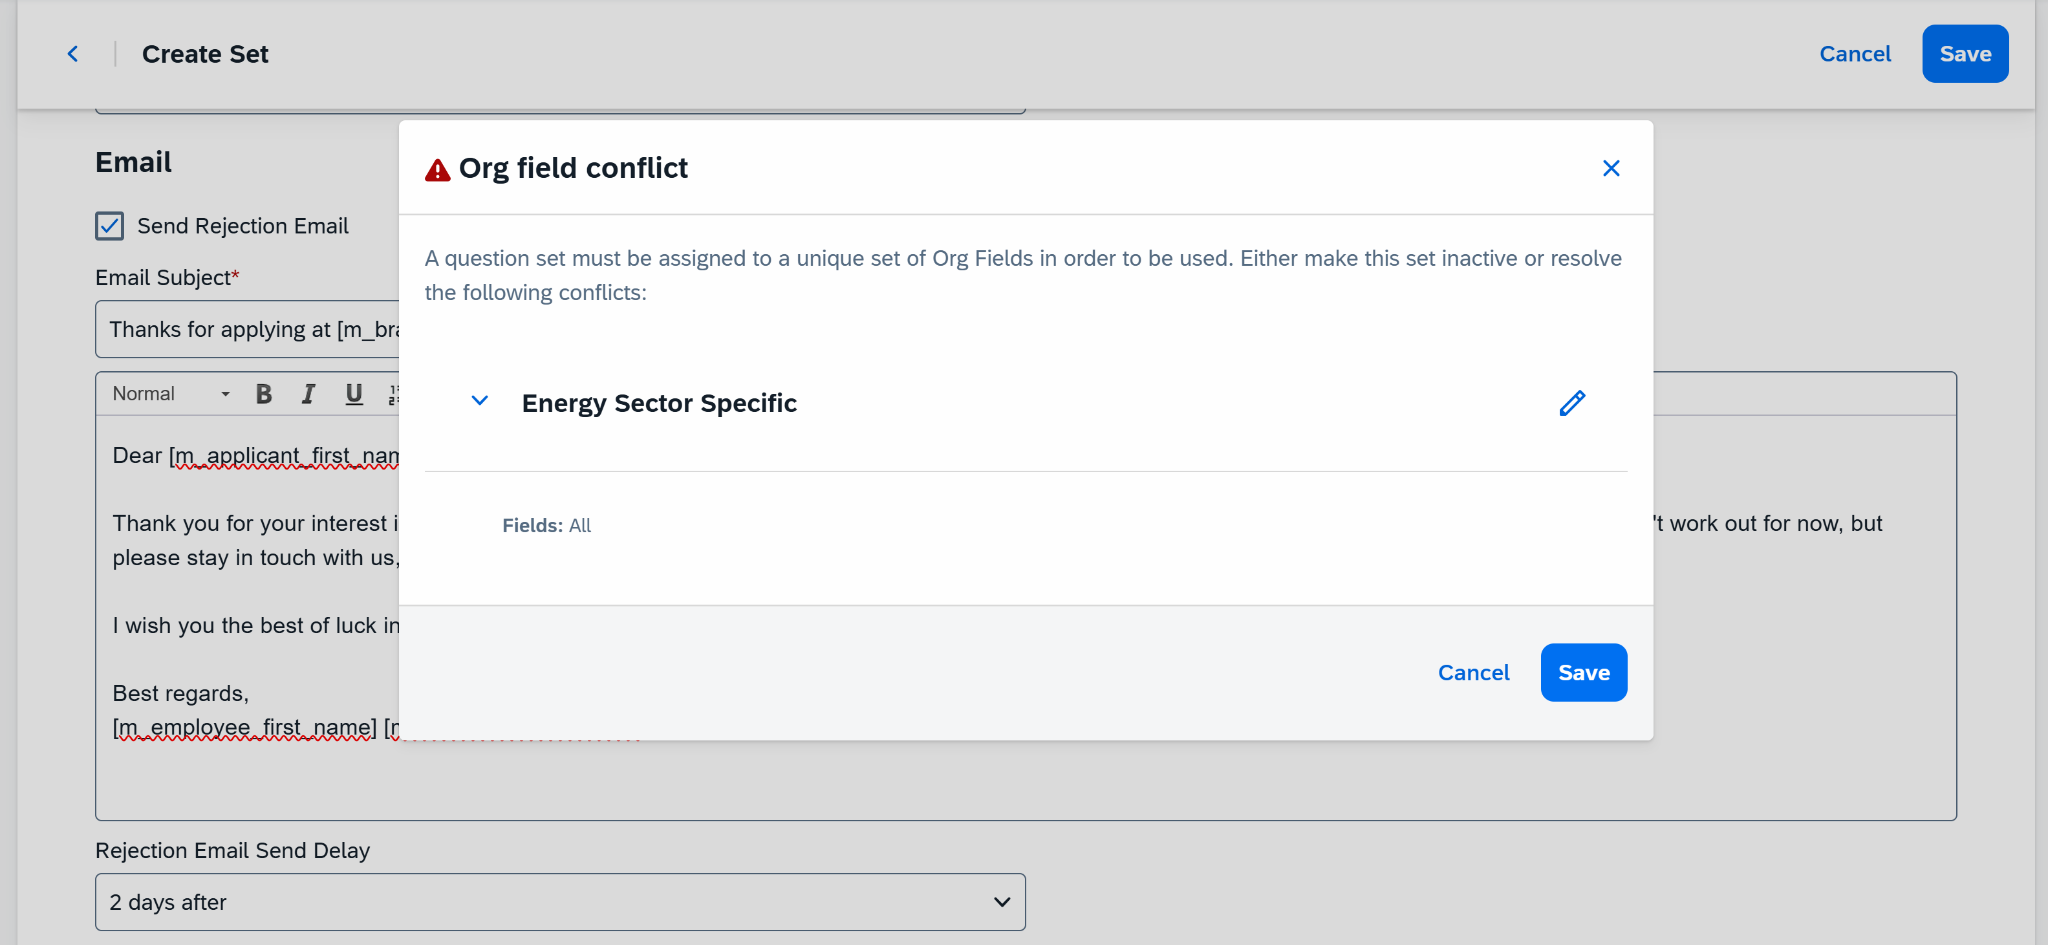 Create Set
Cancel
Save
Email
Send Rejection Email
Email Subject*
Thanks for applying at [m_bra
Normal
B I U
Dear [m_applicant_first_nam
Thank you for your interest i
't work out for now, but
please stay in touch with us,
I wish you the best of luck in
Best regards,
[m_employee_first_name] [
Rejection Email Send Delay
2 days after
Org field conflict
A question set must be assigned to a unique set of Org Fields in order to be used. Either make this set inactive or resolve
the following conflicts:
Energy Sector Specific
Fields: All
Cancel
Save